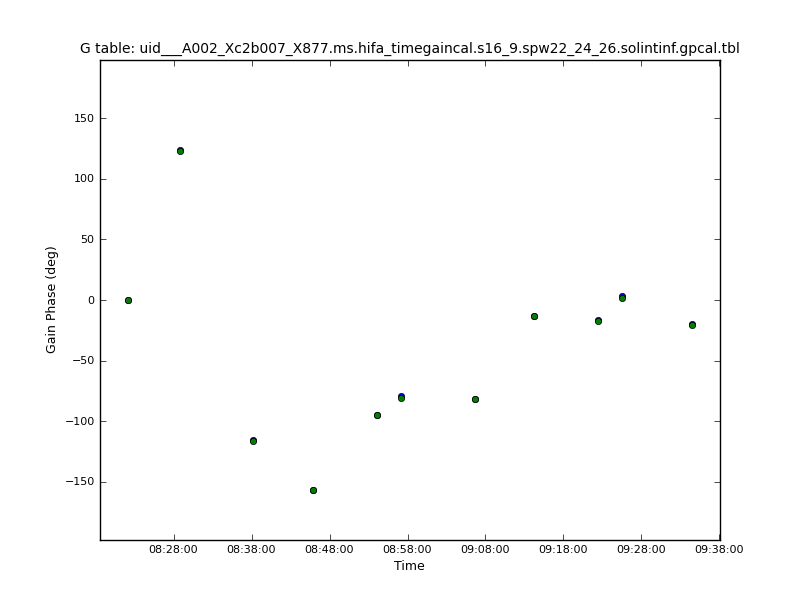 G table: uid___A002_Xc2b007_X877.ms.hifa_timegaincal.s16_9.spw22_24_26.solintinf.gpcal.tbl
Gain Phase (deg)
150
100
50
0
−50
−100
−150
08:28:00 08:38:00 08:48:00 08:58:00 09:08:00 09:18:00 09:28:00 09:38:00
Time